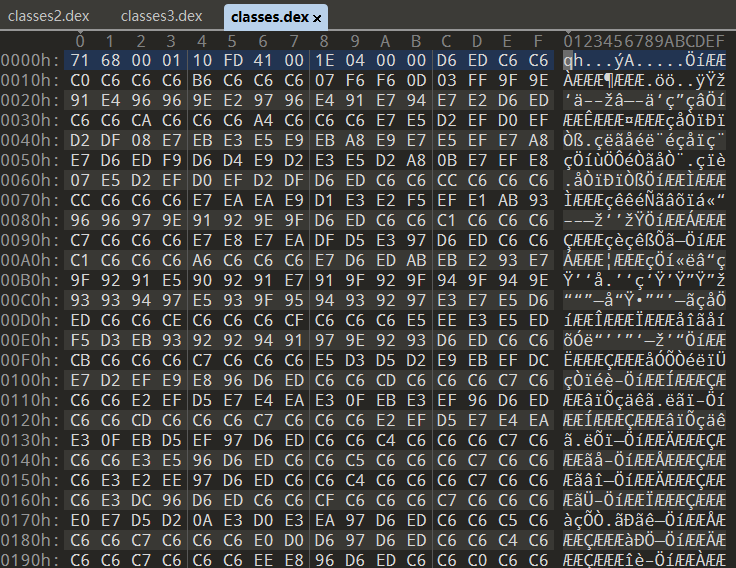 classes2.dex classes3.dex classes.dex ×
0 1 2 3 4 5 6 7 8 9 A B C D E F 0123456789ABCDEF
0000h: 71 68 00 01 10 FD 41 00 1E 04 00 00 D6 ED C6 C6 qh...ýA.....ÖíÆÆ
0010h: C0 C6 C6 C6 B6 C6 C6 C6 07 F6 F6 0D 03 FF 9F 9E ÀÆÆÆ¶ÆÆÆ.öö..ÿŸž
0020h: 91 E4 96 96 9E E2 97 96 E4 91 E7 94 E7 E2 D6 ED ‘ä––žâ—–ä‘ç”çâÖí
0030h: C6 C6 CA C6 C6 C6 A4 C6 C6 C6 E7 E5 D2 EF D0 EF ÆÆÊÆÆÆ¤ÆÆÆçåÒïÐï
0040h: D2 DF 08 E7 EB E3 E5 E9 EB A8 E9 E7 E5 EF E7 A8 Òß.çëãåéë¨éçåïç¨
0050h: E7 D6 ED F9 D6 D4 E9 D2 E3 E5 D2 A8 0B E7 EF E8 çÖíùÖÔéÒãåÒ¨.çïè
0060h: 07 E5 D2 EF D0 EF D2 DF D6 ED C6 C6 CC C6 C6 C6 .åÒïÐïÒßÖíÆÆÌÆÆÆ
0070h: CC C6 C6 C6 E7 EA EA E9 D1 E3 E2 F5 EF E1 AB 93 ÌÆÆÆçêêéÑãâõïá«“
0080h: 96 96 97 9E 91 92 9E 9F D6 ED C6 C6 C1 C6 C6 C6 ––—ž‘’žŸÖíÆÆÁÆÆÆ
0090h: C7 C6 C6 C6 E7 E8 E7 EA DF D5 E3 97 D6 ED C6 C6 ÇÆÆÆçèçêßÕã—ÖíÆÆ
00A0h: C1 C6 C6 C6 A6 C6 C6 C6 E7 D6 ED AB EB E2 93 E7 ÁÆÆÆ¦ÆÆÆçÖí«ëâ“ç
00B0h: 9F 92 91 E5 90 92 91 E7 91 9F 92 9F 94 9F 94 9E Ÿ’‘å.’‘ç‘Ÿ’Ÿ”Ÿ”ž
00C0h: 93 93 94 97 E5 93 9F 95 94 93 92 97 E3 E7 E5 D6 ““”—å“Ÿ•”“’—ãçåÖ
00D0h: ED C6 C6 CE C6 C6 C6 CF C6 C6 C6 E5 EE E3 E5 ED íÆÆÎÆÆÆÏÆÆÆåîãåí
00E0h: F5 D3 EB 93 92 92 94 91 97 9E 92 93 D6 ED C6 C6 õÓë“’’”‘—ž’“ÖíÆÆ
00F0h: CB C6 C6 C6 C7 C6 C6 C6 E5 D3 D5 D2 E9 EB EF DC ËÆÆÆÇÆÆÆåÓÕÒéëïÜ
0100h: E7 D2 EF E9 E8 96 D6 ED C6 C6 CD C6 C6 C6 C7 C6 çÒïéè–ÖíÆÆÍÆÆÆÇÆ
0110h: C6 C6 E2 EF D5 E7 E4 EA E3 0F EB E3 EF 96 D6 ED ÆÆâïÕçäêã.ëãï–Öí
0120h: C6 C6 CD C6 C6 C6 C7 C6 C6 C6 E2 EF D5 E7 E4 EA ÆÆÍÆÆÆÇÆÆÆâïÕçäê
0130h: E3 0F EB D5 EF 97 D6 ED C6 C6 C4 C6 C6 C6 C7 C6 ã.ëÕï—ÖíÆÆÄÆÆÆÇÆ
0140h: C6 C6 E3 E5 96 D6 ED C6 C6 C5 C6 C6 C6 C7 C6 C6 ÆÆãå–ÖíÆÆÅÆÆÆÇÆÆ
0150h: C6 E3 E2 EE 97 D6 ED C6 C6 C4 C6 C6 C6 C7 C6 C6 Æãâî—ÖíÆÆÄÆÆÆÇÆÆ
0160h: C6 E3 DC 96 D6 ED C6 C6 CF C6 C6 C6 C7 C6 C6 C6 ÆãÜ–ÖíÆÆÏÆÆÆÇÆÆÆ
0170h: E0 E7 D5 D2 0A E3 D0 E3 EA 97 D6 ED C6 C6 C5 C6 àçÕÒ.ãÐãê—ÖíÆÆÅÆ
0180h: C6 C6 C7 C6 C6 C6 E0 D0 D6 97 D6 ED C6 C6 C4 C6 ÆÆÇÆÆÆàÐÖ—ÖíÆÆÄÆ
0190h: C6 C6 C7 C6 C6 C6 EE E8 96 D6 ED C6 C6 C0 C6 C6 ÆÆÇÆÆÆîè–ÖíÆÆÀÆÆ